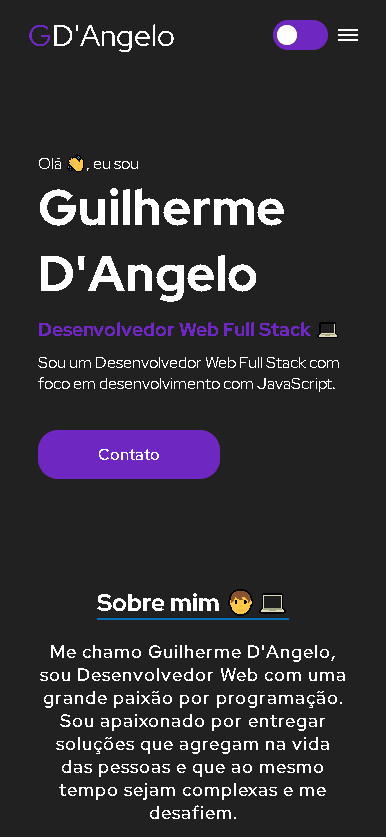 GD'Angelo
Olá 👋, eu sou
Guilherme
D'Angelo
Desenvolvedor Web Full Stack 💻
Sou um Desenvolvedor Web Full Stack com
foco em desenvolvimento com JavaScript.
Contato
Sobre mim 🧑💻
Me chamo Guilherme D'Angelo,
sou Desenvolvedor Web com uma
grande paixão por programação.
Sou apaixonado por entregar
soluções que agregam na vida
das pessoas e que ao mesmo
tempo sejam complexas e me
desafiem.